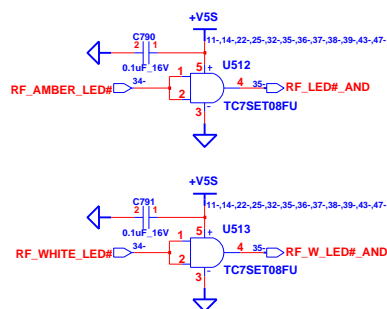 +V5S
C790
11-,14-,22-,25-,32-,35-,36-,37-,38-,39-,43-,47-
2 1
0.1uF_16V
U512
5 +
RF_AMBER_LED# 34- 1
2
4 35- RF_LED#_AND
3 -
TC7SET08FU
+V5S
C791
11-,14-,22-,25-,32-,35-,36-,37-,38-,39-,43-,47-
2 1
0.1uF_16V
U513
5 +
RF_WHITE_LED# 34- 1
2
4 35- RF_W_LED#_AND
3 -
TC7SET08FU